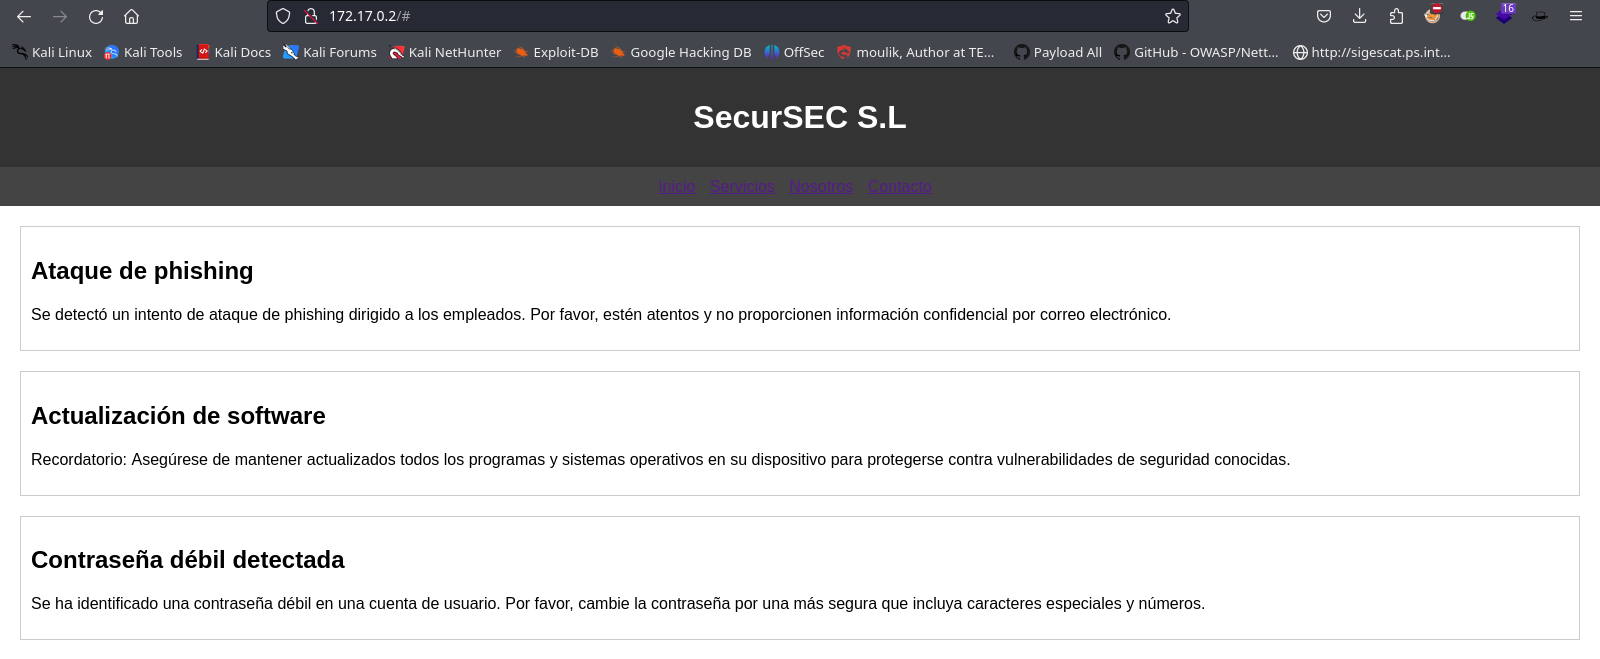 172.17.0.2/#
16
Kali Linux Kali Tools Kali Docs Kali Forums Kali NetHunter Exploit-DB Google Hacking DB OffSec moulik, Author at TE... Payload All GitHub - OWASP/Nett... http://sigescat.ps.int...
SecurSEC S.L
Inicio Servicios Nosotros Contacto
Ataque de phishing
Se detectó un intento de ataque de phishing dirigido a los empleados. Por favor, estén atentos y no proporcionen información confidencial por correo electrónico.
Actualización de software
Recordatorio: Asegúrese de mantener actualizados todos los programas y sistemas operativos en su dispositivo para protegerse contra vulnerabilidades de seguridad conocidas.
Contraseña débil detectada
Se ha identificado una contraseña débil en una cuenta de usuario. Por favor, cambie la contraseña por una más segura que incluya caracteres especiales y números.